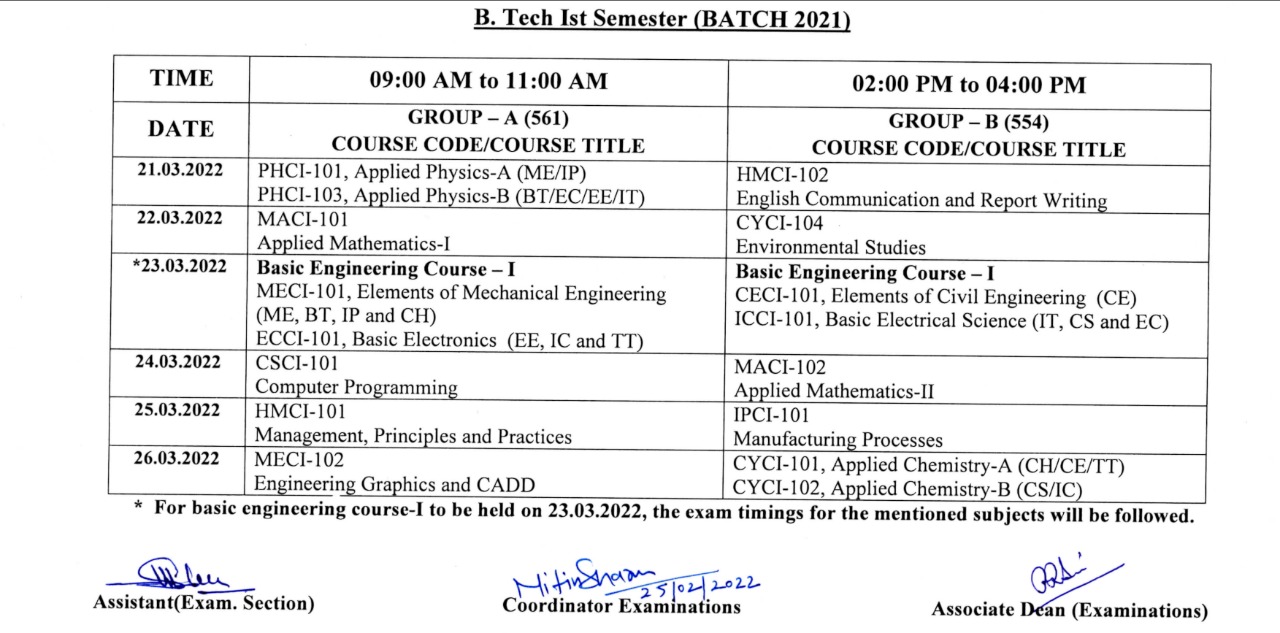 B. Tech Ist Semester (BATCH 2021)
TIME
09:00 AM to 11:00 AM
02:00 PM to 04:00 PM
DATE
GROUP – A (561)
COURSE CODE/COURSE TITLE
GROUP – B (554)
COURSE CODE/COURSE TITLE
21.03.2022
PHCI-101, Applied Physics-A (ME/IP)
PHCI-103, Applied Physics-B (BT/EC/EE/IT)
HMCI-102
English Communication and Report Writing
22.03.2022
MACI-101
Applied Mathematics-I
CYCI-104
Environmental Studies
*23.03.2022
Basic Engineering Course – I
MECI-101, Elements of Mechanical Engineering
(ME, BT, IP and CH)
ECCI-101, Basic Electronics (EE, IC and TT)
Basic Engineering Course – I
CECI-101, Elements of Civil Engineering (CE)
ICCI-101, Basic Electrical Science (IT, CS and EC)
24.03.2022
CSCI-101
Computer Programming
MACI-102
Applied Mathematics-II
25.03.2022
HMCI-101
Management, Principles and Practices
IPCI-101
Manufacturing Processes
26.03.2022
MECI-102
Engineering Graphics and CADD
CYCI-101, Applied Chemistry-A (CH/CE/TT)
CYCI-102, Applied Chemistry-B (CS/IC)
* For basic engineering course-I to be held on 23.03.2022, the exam timings for the mentioned subjects will be followed.
25/02/2022
Assistant(Exam. Section)
Coordinator Examinations
Associate Dean (Examinations)